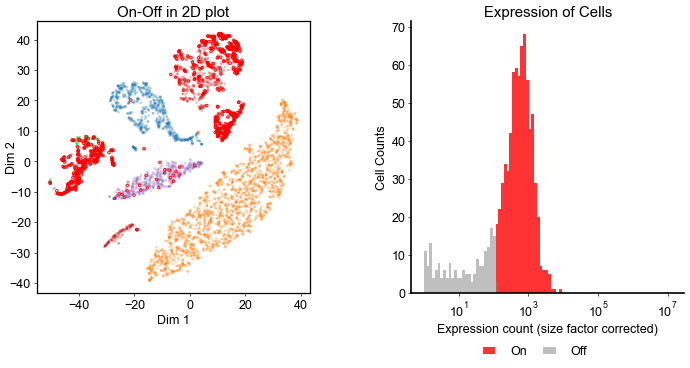 On-Off in 2D plot
Dim 2
40
30
20
10
0
−10
−20
−30
−40
−40 −20 0 20 40
Dim 1
Expression of Cells
Cell Counts
70
60
50
40
30
20
10
0
10^1 10^3 10^5 10^7
Expression count (size factor corrected)
On Off